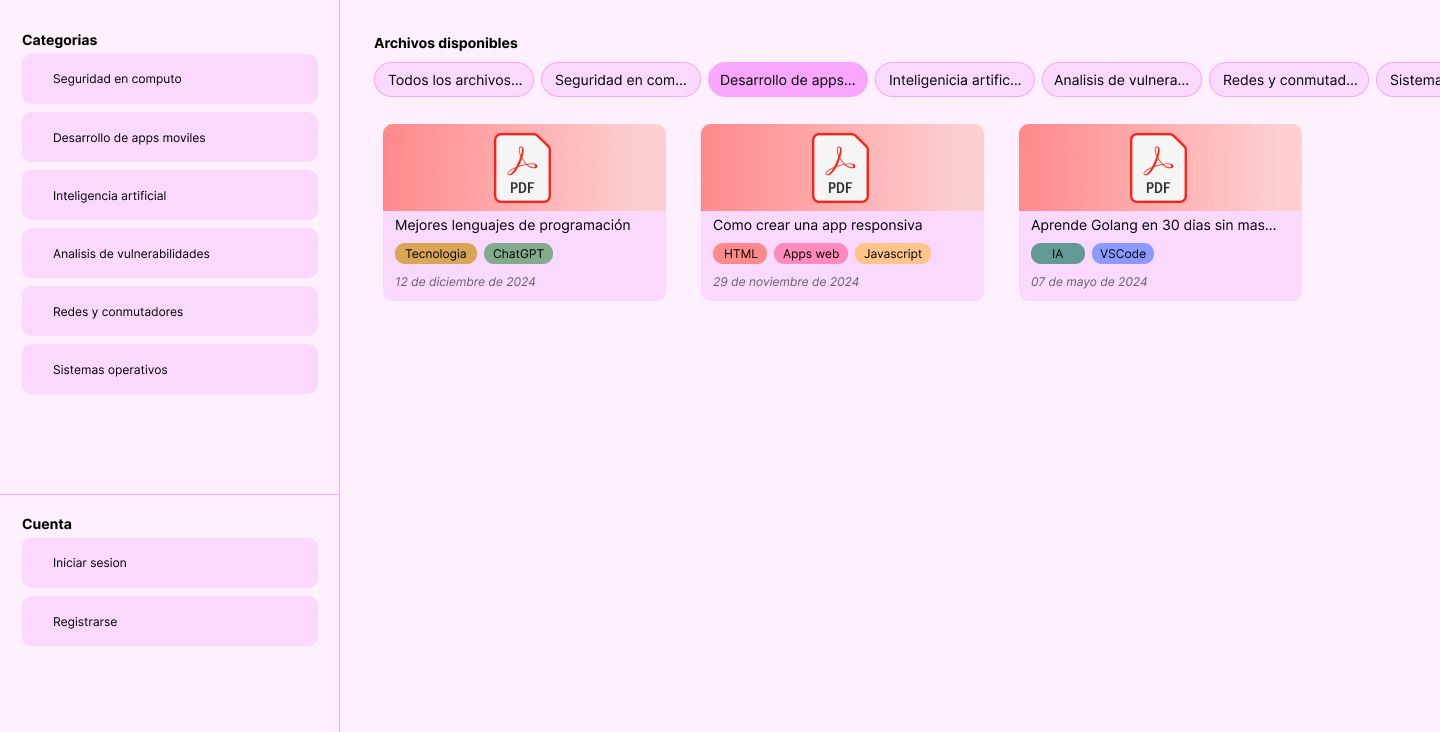 Categorias
Seguridad en computo
Desarrollo de apps moviles
Inteligencia artificial
Analisis de vulnerabilidades
Redes y conmutadores
Sistemas operativos
Cuenta
Iniciar sesion
Registrarse
Archivos disponibles
Todos los archivos... Seguridad en com... Desarrollo de apps... Inteligenicia artific... Analisis de vulnera... Redes y conmutad... Sistema
PDF PDF PDF
Mejores lenguajes de programación
Tecnologia ChatGPT
12 de diciembre de 2024
Como crear una app responsiva
HTML Apps web Javascript
29 de noviembre de 2024
Aprende Golang en 30 dias sin mas...
IA VSCode
07 de mayo de 2024